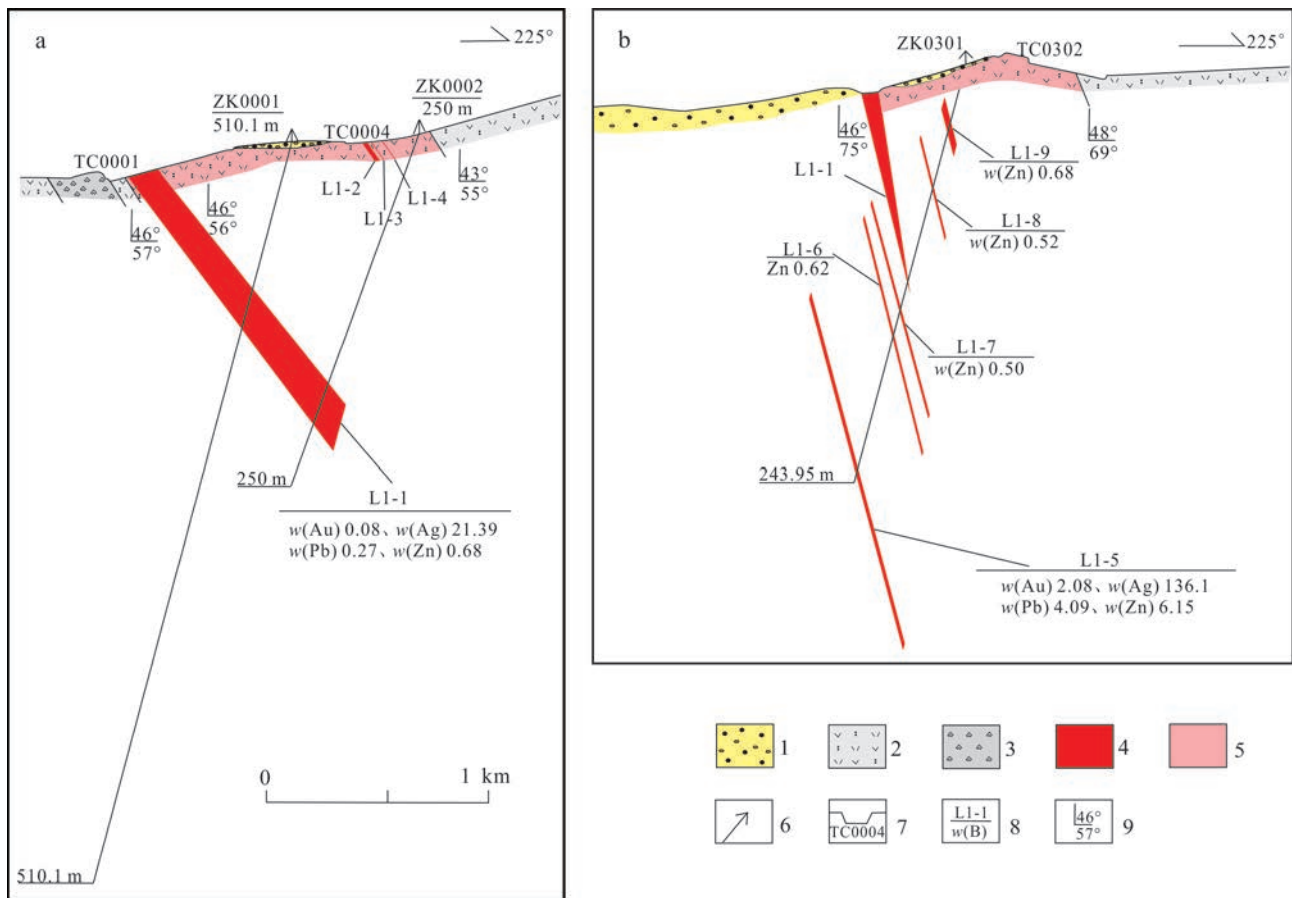 a
225°
ZK0001
510.1 m
ZK0002
250 m
TC0001
TC0004
L1-2
L1-3
L1-4
43°
55°
46°
56°
46°
57°
250 m
L1-1
w(Au) 0.08、w(Ag) 21.39
w(Pb) 0.27、w(Zn) 0.68
0 1 km
510.1 m
b
225°
ZK0301
TC0302
46°
75°
48°
69°
L1-1
L1-9
w(Zn) 0.68
L1-8
w(Zn) 0.52
L1-6
Zn 0.62
L1-7
w(Zn) 0.50
243.95 m
L1-5
w(Au) 2.08、w(Ag) 136.1
w(Pb) 4.09、w(Zn) 6.15
1 2 3 4 5
6
TC0004 7
L1-1
w(B) 8
46°
57° 9